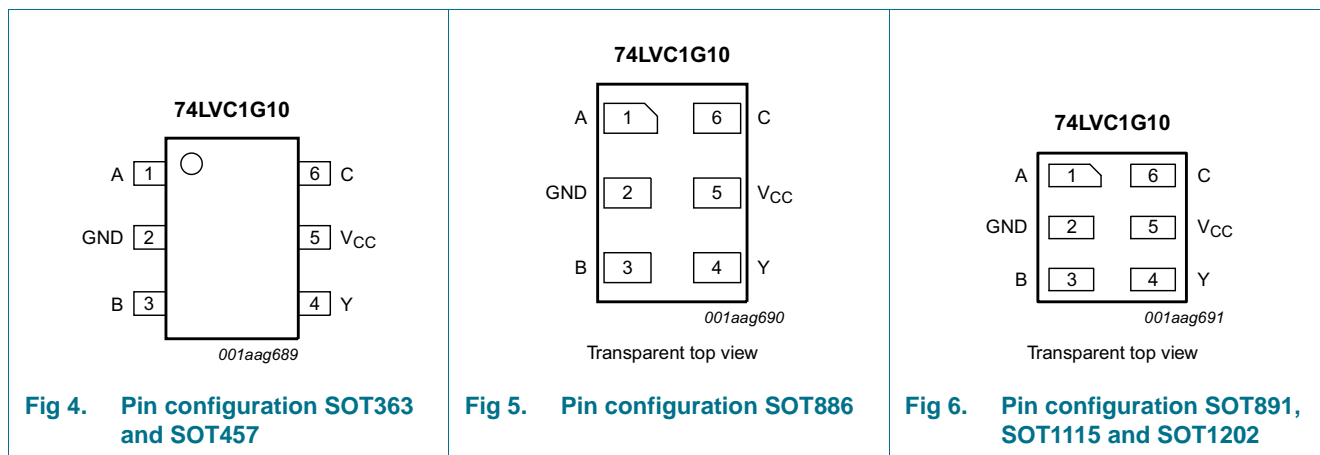 74LVC1G10
A 1 6 C
GND 2 5 VCC
B 3 4 Y
001aag689
Fig 4. Pin configuration SOT363
and SOT457
74LVC1G10
A 1 6 C
GND 2 5 VCC
B 3 4 Y
001aag690
Transparent top view
Fig 5. Pin configuration SOT886
74LVC1G10
A 1 6 C
GND 2 5 VCC
B 3 4 Y
001aag691
Transparent top view
Fig 6. Pin configuration SOT891,
SOT1115 and SOT1202